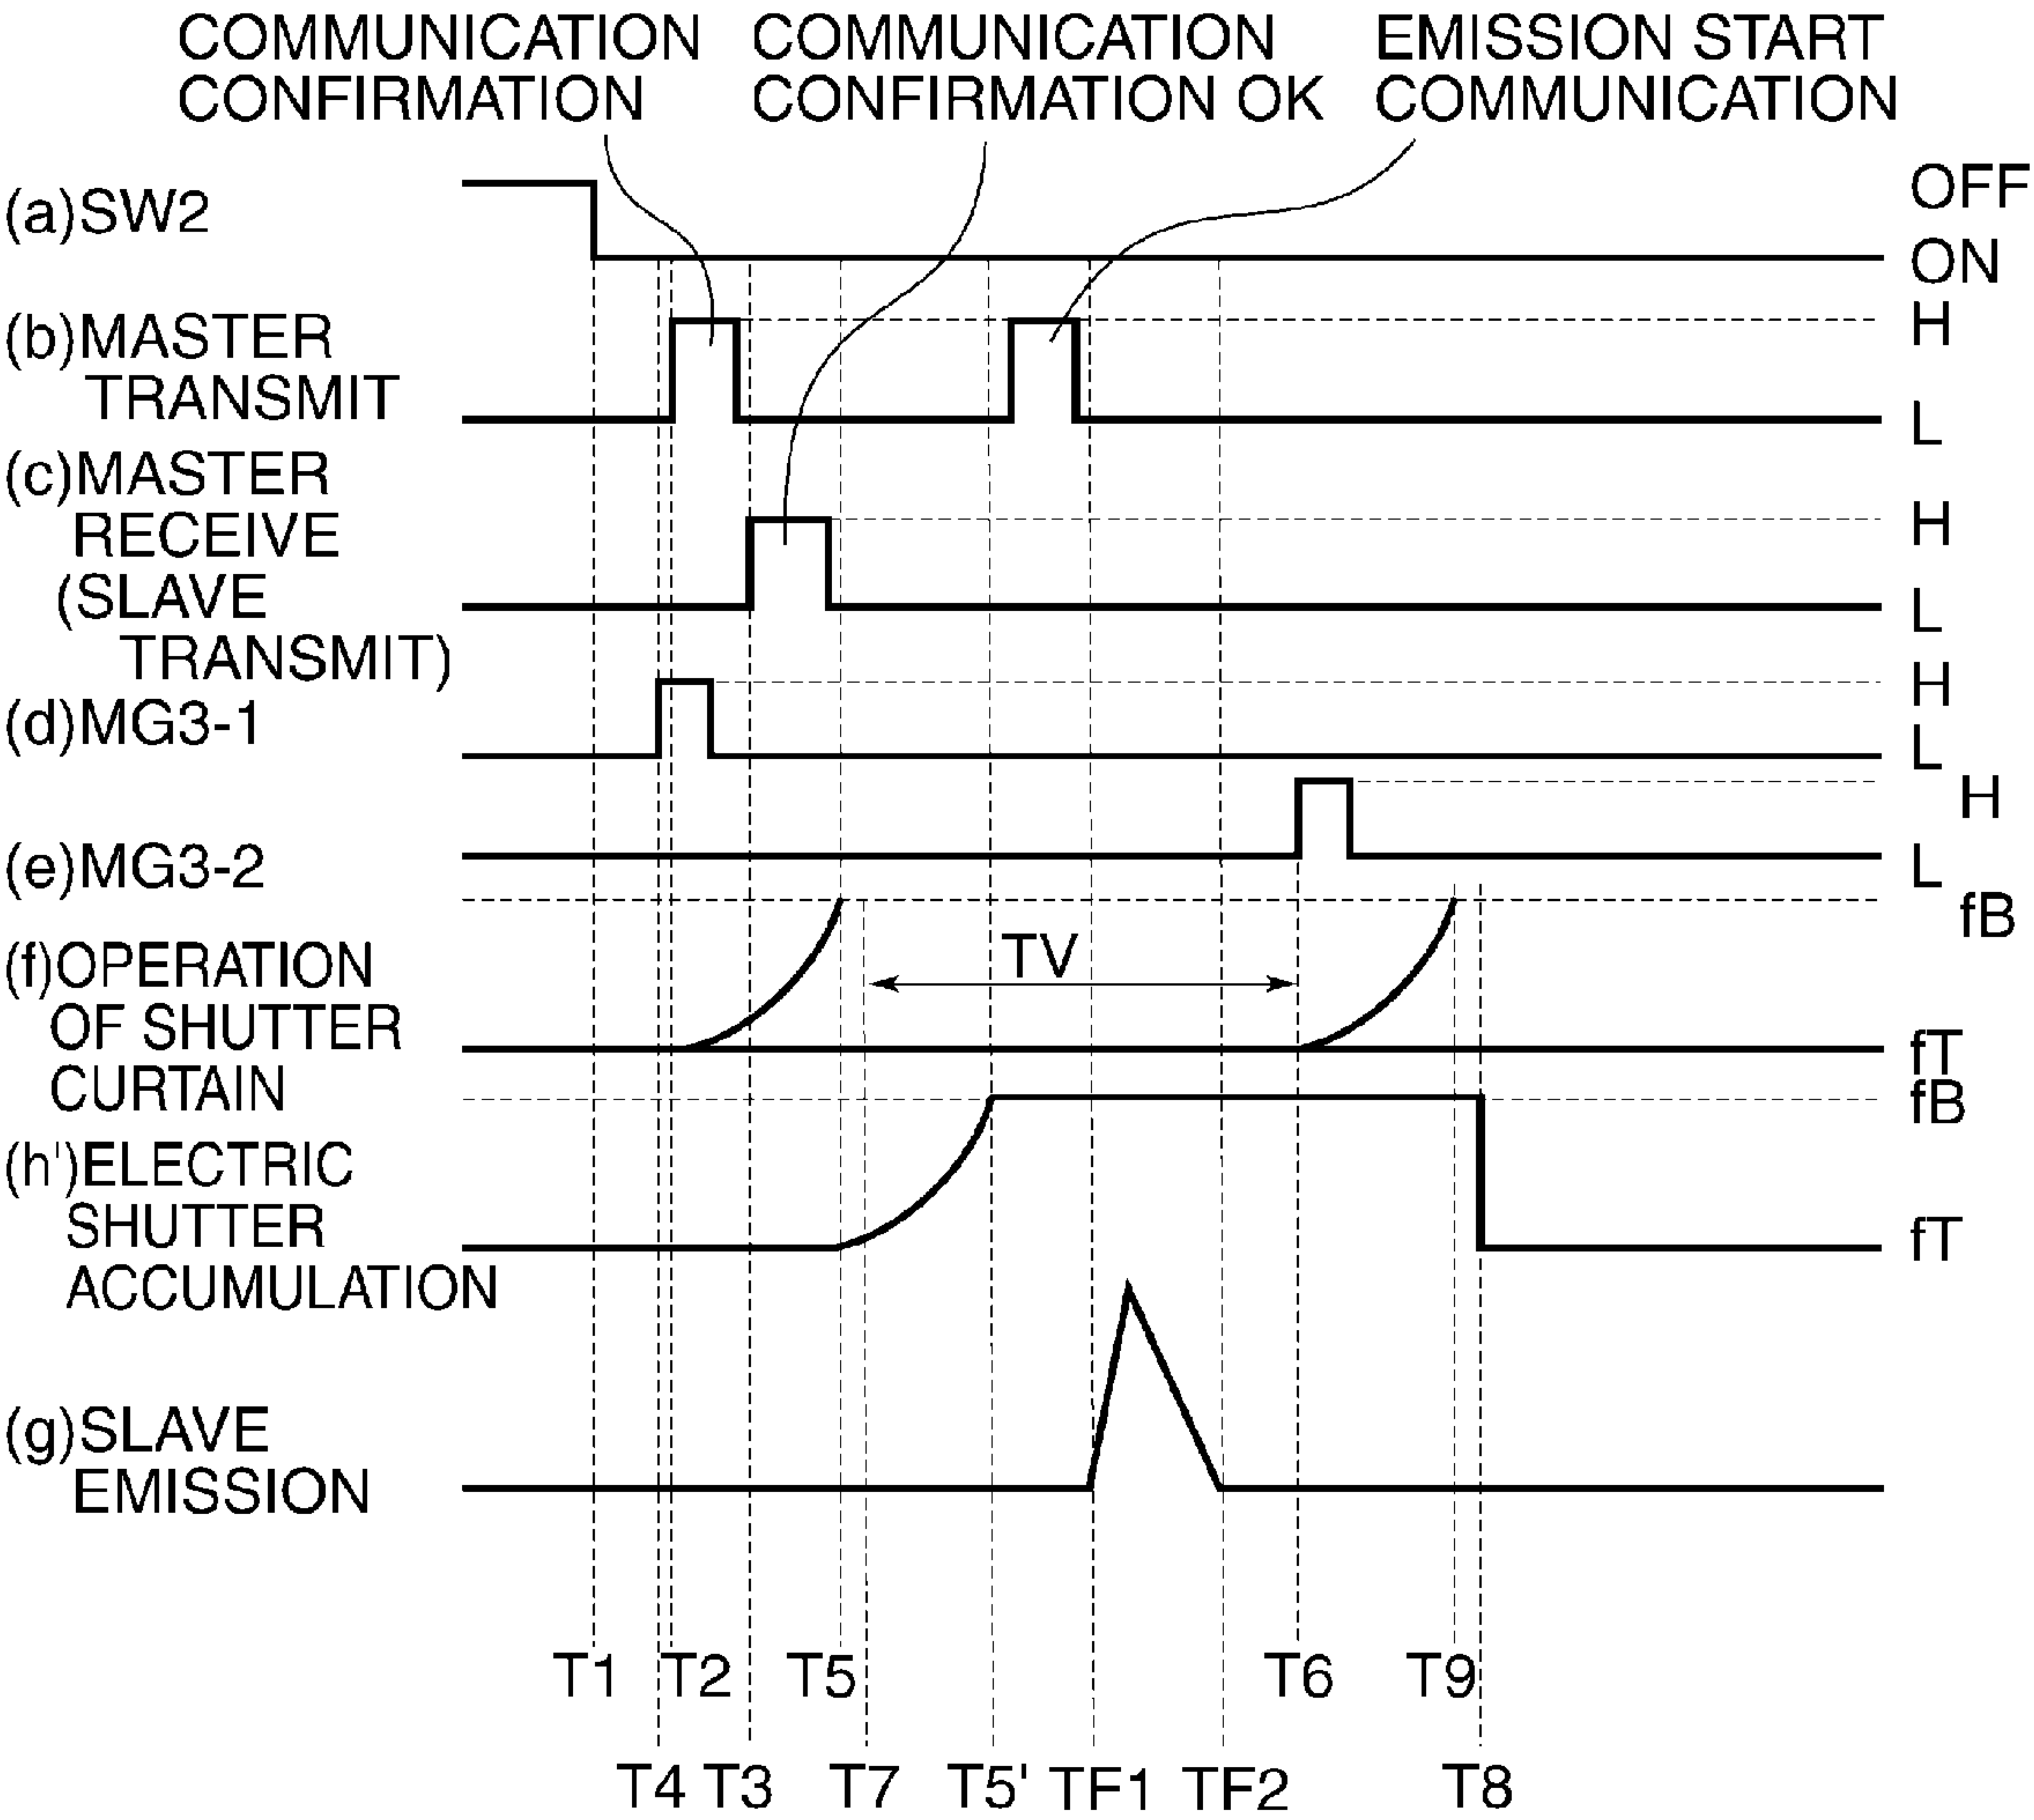 COMMUNICATION CONFIRMATION
COMMUNICATION CONFIRMATION OK
EMISSION START COMMUNICATION
(a)SW2
OFF
ON
(b)MASTER
TRANSMIT
H
L
(c)MASTER
RECEIVE
(SLAVE
TRANSMIT)
H
L
(d)MG3-1
H
L
(e)MG3-2
H
L
(f)OPERATION
OF SHUTTER
CURTAIN
fB
TV
fT
(h')ELECTRIC
SHUTTER
ACCUMULATION
fB
fT
(g)SLAVE
EMISSION
T1 T2 T5 T6 T9
T4 T3 T7 T5' TF1 TF2 T8